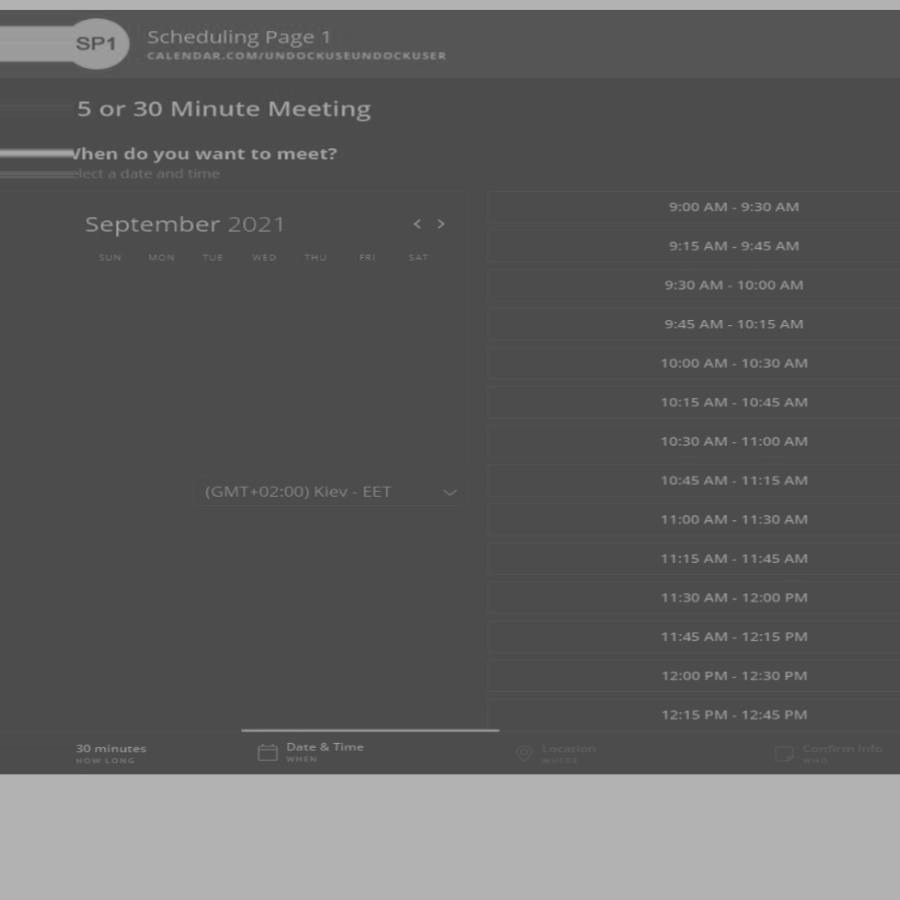 SP1
Scheduling Page 1
CALENDAR.COM/UNDOCKUSEUNDOCKUSER
5 or 30 Minute Meeting
When do you want to meet?
lect a date and time
September 2021
< >
SUN MON TUE WED THU FRI SAT
(GMT+02:00) Kiev - EET
9:00 AM - 9:30 AM
9:15 AM - 9:45 AM
9:30 AM - 10:00 AM
9:45 AM - 10:15 AM
10:00 AM - 10:30 AM
10:15 AM - 10:45 AM
10:30 AM - 11:00 AM
10:45 AM - 11:15 AM
11:00 AM - 11:30 AM
11:15 AM - 11:45 AM
11:30 AM - 12:00 PM
11:45 AM - 12:15 PM
12:00 PM - 12:30 PM
12:15 PM - 12:45 PM
30 minutes
HOW LONG
Date & Time
WHEN
Location
WHERE
Confirm Info
WHO